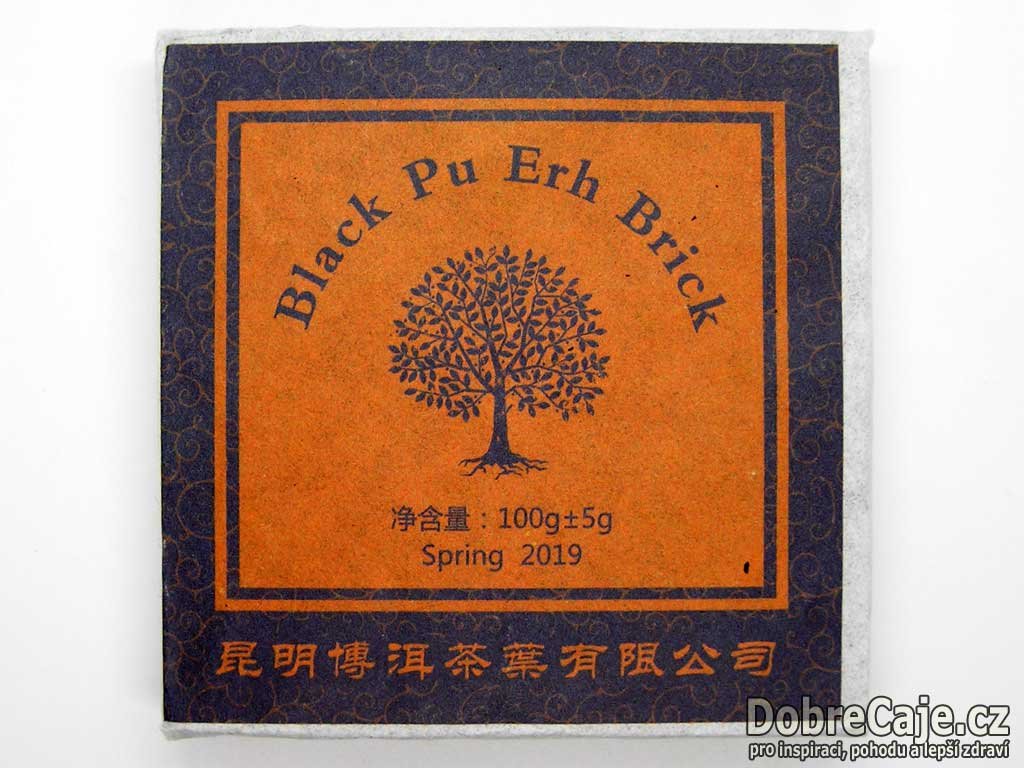 Black Pu Erh Brick
净含量：100g±5g
Spring 2019
昆明博洱茶葉有限公司
DobreCaje.cz
pro inspiraci, pohodu a lepší zdraví